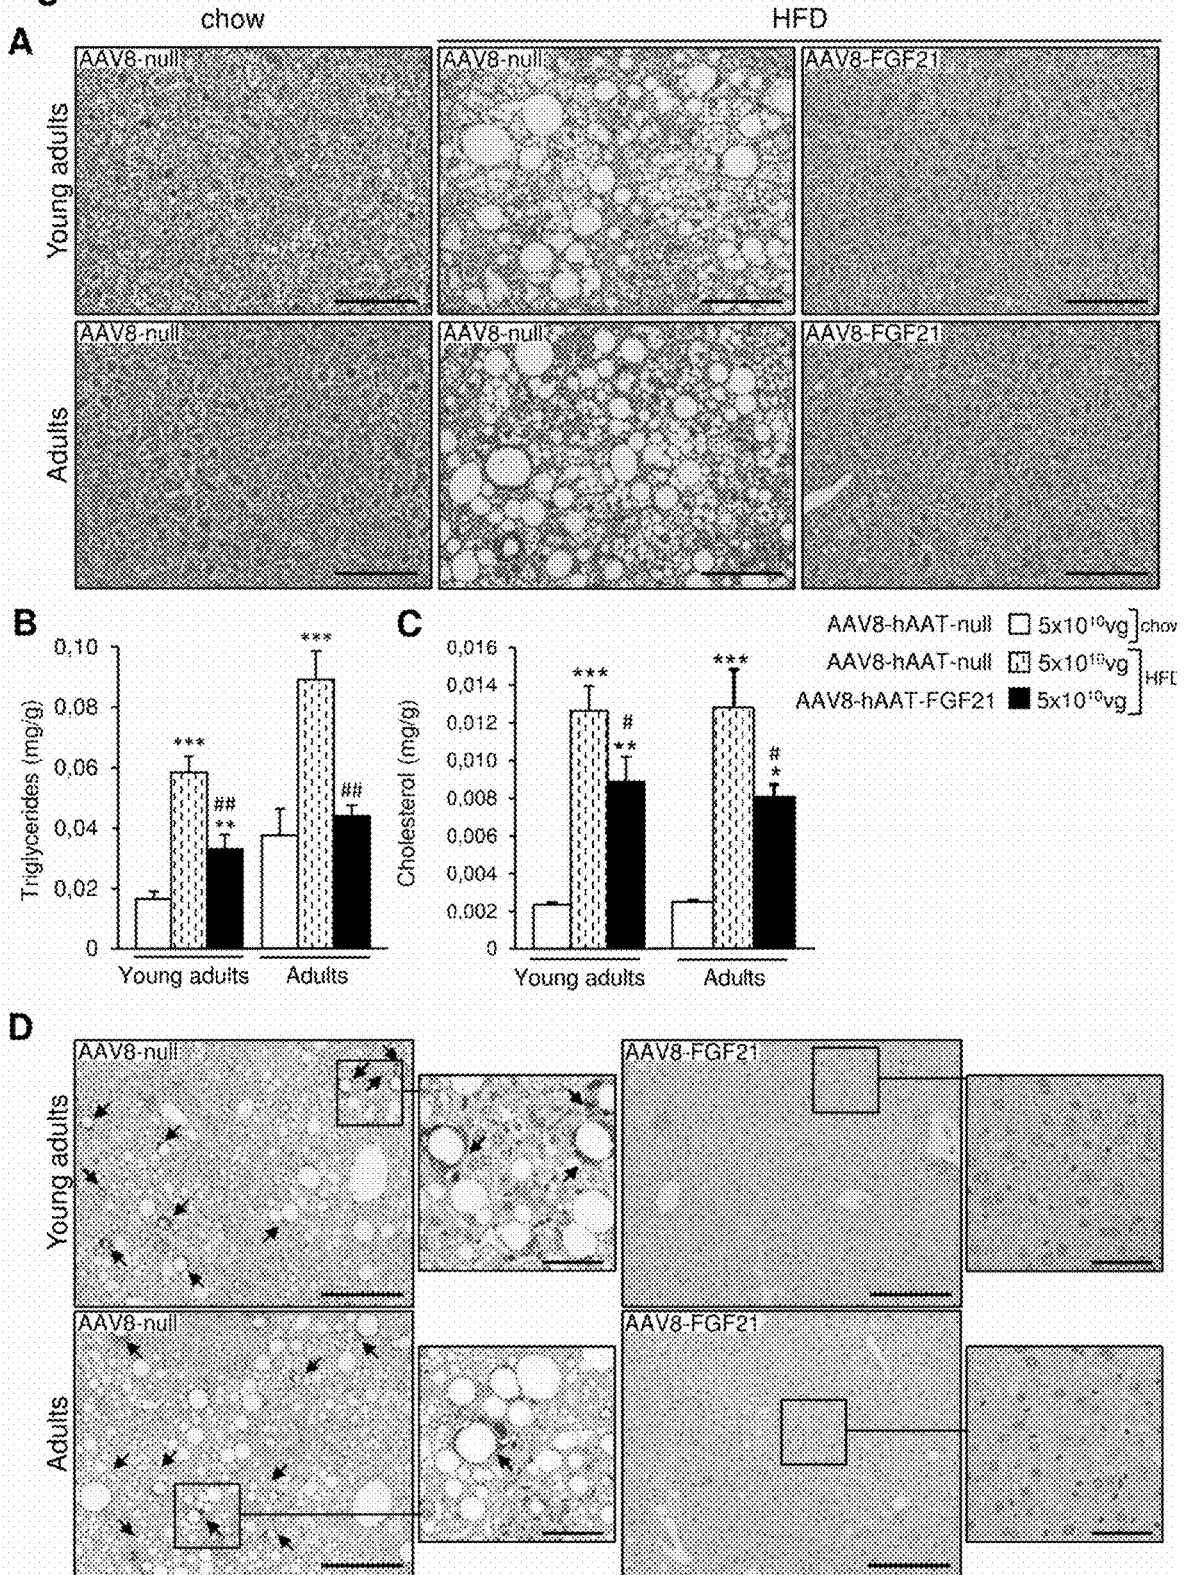 chow
HFD
A
AAV8-null
AAV8-null
AAV8-FGF21
Young adults
AAV8-null
AAV8-null
AAV8-FGF21
Adults
B
Triglycerides (mg/g)
0,10
0,08
0,06
0,04
0,02
0
***
##
**
***
##
Young adults
Adults
C
Cholesterol (mg/g)
0,016
0,014
0,012
0,010
0,008
0,006
0,004
0,002
0
***
#
**
***
#
*
Young adults
Adults
AAV8-hAAT-null 5x10¹⁰vg chow
AAV8-hAAT-null 5x10¹⁰vg
HFD
AAV8-hAAT-FGF21 5x10¹⁰vg
D
AAV8-null
AAV8-FGF21
Young adults
AAV8-null
AAV8-FGF21
Adults